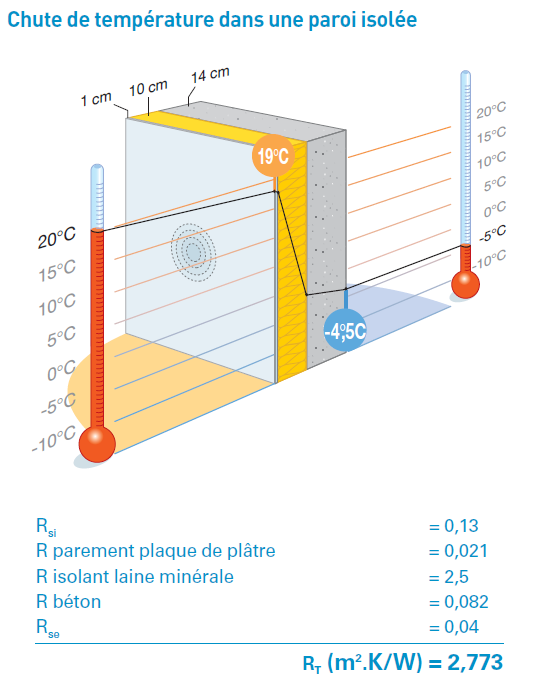 Chute de température dans une paroi isolée
1 cm
10 cm
14 cm
19°C
20°C
15°C
10°C
5°C
0°C
-5°C
-10°C
20°C
15°C
10°C
5°C
0°C
-5°C
-10°C
-4°,5C
Rsi = 0,13
R parement plaque de plâtre = 0,021
R isolant laine minérale = 2,5
R béton = 0,082
Rse = 0,04
RT (m².K/W) = 2,773